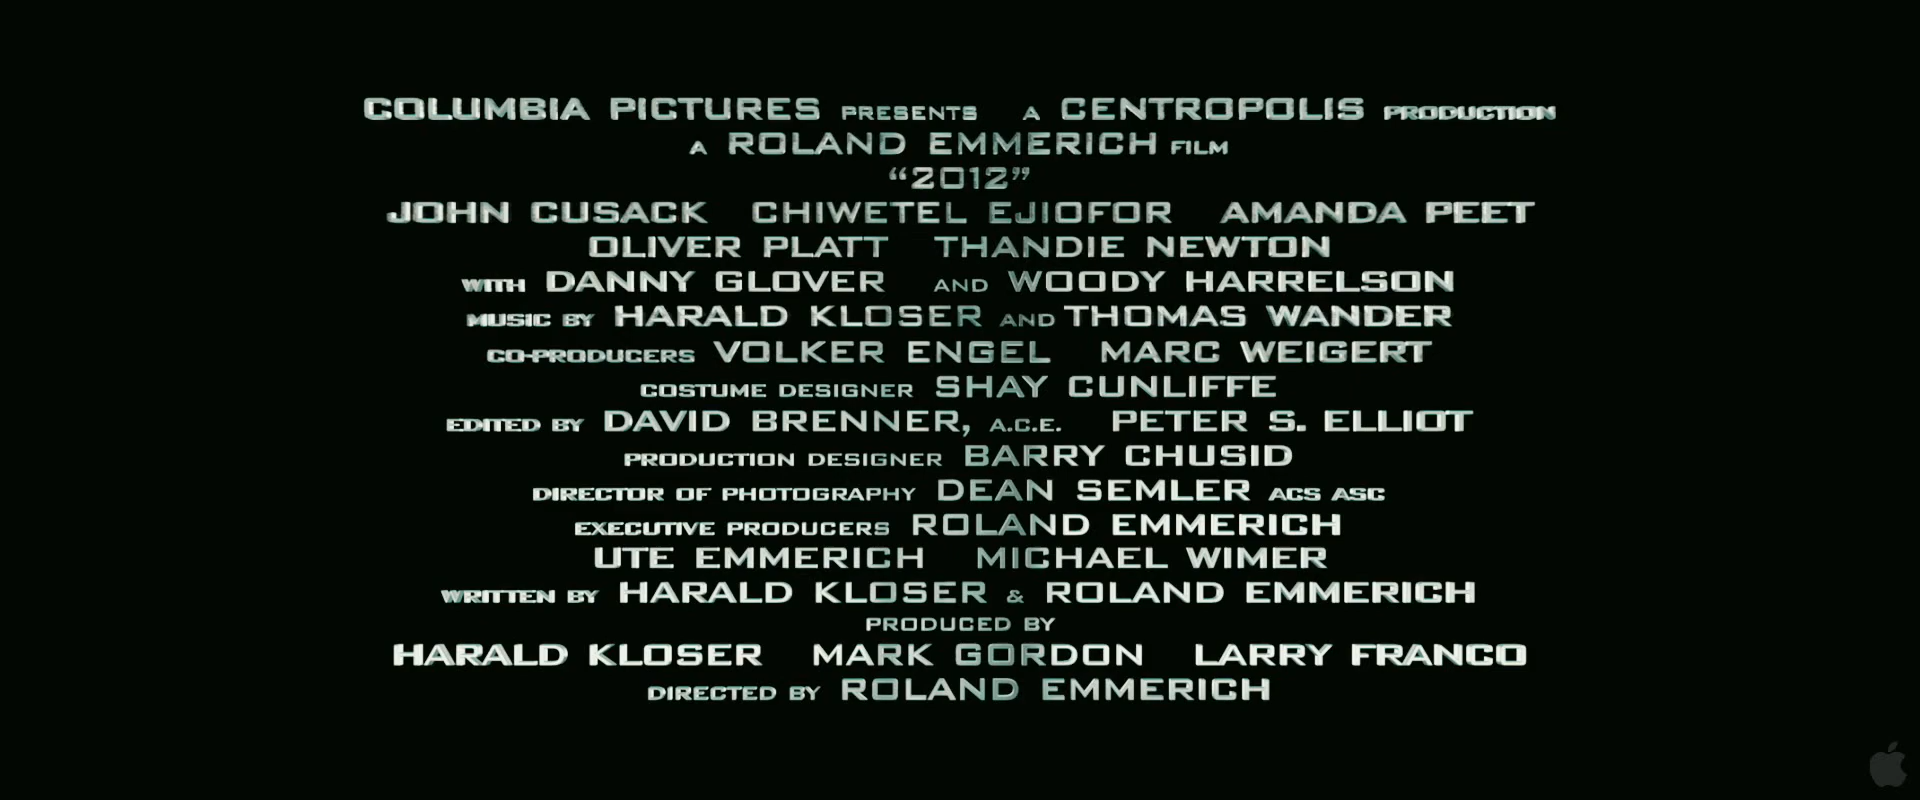 COLUMBIA PICTURES PRESENTS A CENTROPOLIS PRODUCTION
A ROLAND EMMERICH FILM
“2012”
JOHN CUSACK CHIWETEL EJIOFOR AMANDA PEET
OLIVER PLATT THANDIE NEWTON
WITH DANNY GLOVER AND WOODY HARRELSON
MUSIC BY HARALD KLOSER AND THOMAS WANDER
CO-PRODUCERS VOLKER ENGEL MARC WEIGERT
COSTUME DESIGNER SHAY CUNLIFFE
EDITED BY DAVID BRENNER, A.C.E. PETER S. ELLIOT
PRODUCTION DESIGNER BARRY CHUSID
DIRECTOR OF PHOTOGRAPHY DEAN SEMLER ACS ASC
EXECUTIVE PRODUCERS ROLAND EMMERICH
UTE EMMERICH MICHAEL WIMER
WRITTEN BY HARALD KLOSER & ROLAND EMMERICH
PRODUCED BY
HARALD KLOSER MARK GORDON LARRY FRANCO
DIRECTED BY ROLAND EMMERICH